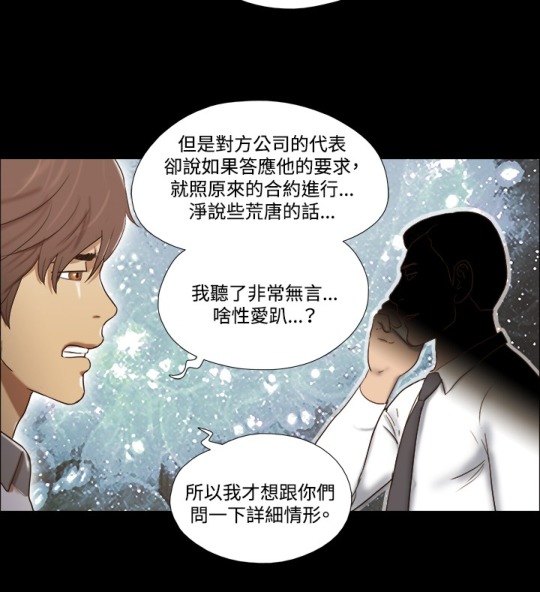 但是對方公司的代表
卻說如果答應他的要求，
就照原來的合約進行...
淨說些荒唐的話...
我聽了非常無言...
啥性愛趴...？
所以我才想跟你們
問一下詳細情形。